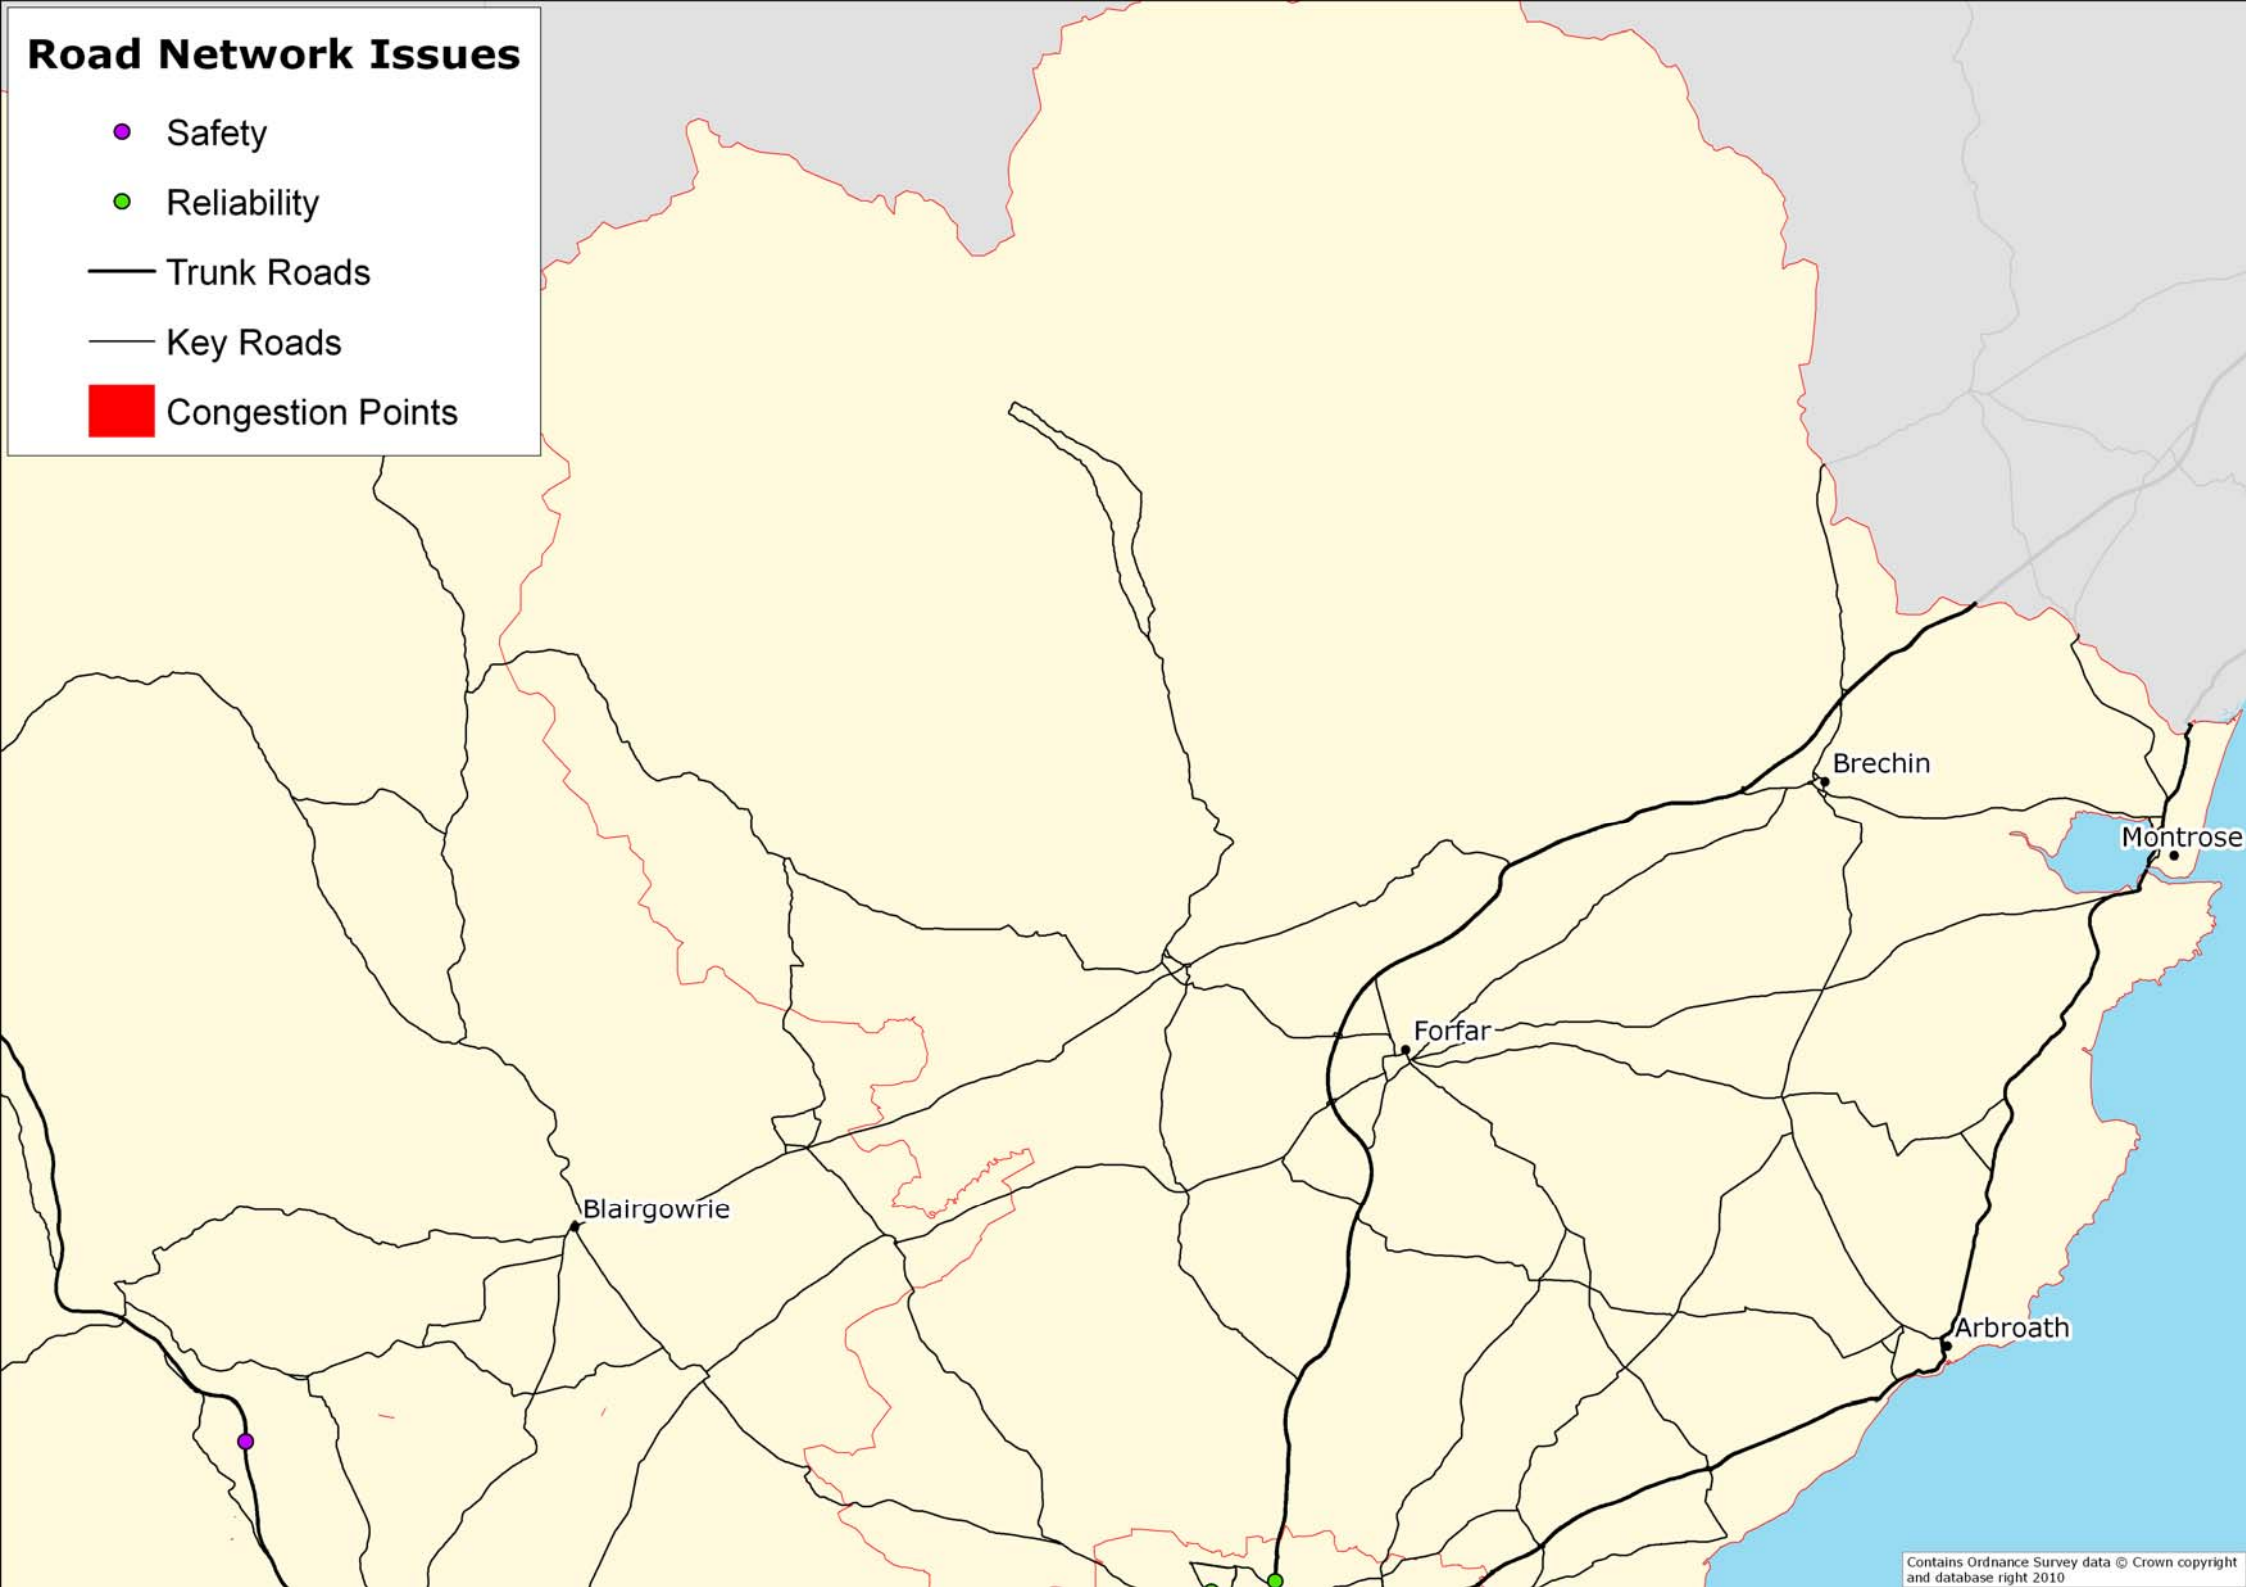 Road Network Issues
Safety
Reliability
Trunk Roads
Key Roads
Congestion Points
Brechin
Montrose
Forfar
Blairgowrie
Arbroath
Contains Ordnance Survey data © Crown copyright
and database right 2010